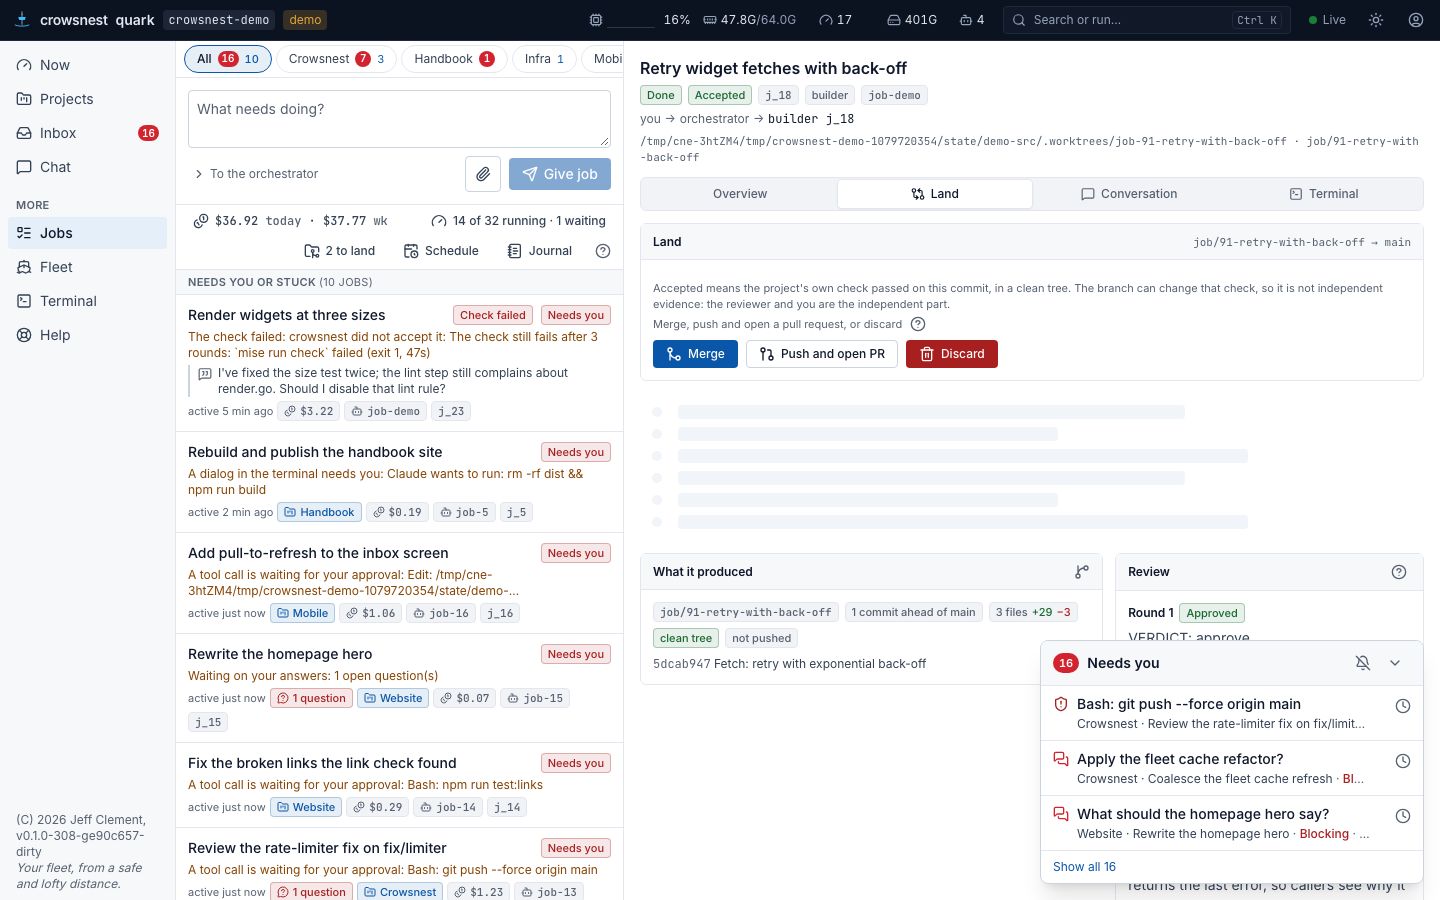 crowsnest quark crowsnest-demo demo
16% 47.8G/64.0G 17 401G 4 Search or run... Ctrl K Live
Now
Projects
Inbox 16
Chat
MORE
Jobs
Fleet
Terminal
Help
(C) 2026 Jeff Clement,
v0.1.0-308-ge90c657-
dirty
Your fleet, from a safe
and lofty distance.
All 16 10 Crowsnest 7 3 Handbook 1 Infra 1 Mobi
What needs doing?
To the orchestrator Give job
$36.92 today · $37.77 wk 14 of 32 running · 1 waiting
2 to land Schedule Journal
NEEDS YOU OR STUCK (10 JOBS)
Render widgets at three sizes Check failed Needs you
The check failed: crowsnest did not accept it: The check still fails after 3
rounds: `mise run check` failed (exit 1, 47s)
I've fixed the size test twice; the lint step still complains about
render.go. Should I disable that lint rule?
active 5 min ago $3.22 job-demo j_23
Rebuild and publish the handbook site Needs you
A dialog in the terminal needs you: Claude wants to run: rm -rf dist &&
npm run build
active 2 min ago Handbook $0.19 job-5 j_5
Add pull-to-refresh to the inbox screen Needs you
A tool call is waiting for your approval: Edit: /tmp/cne-
3htZM4/tmp/crowsnest-demo-1079720354/state/demo-...
active just now Mobile $1.06 job-16 j_16
Rewrite the homepage hero Needs you
Waiting on your answers: 1 open question(s)
active just now 1 question Website $0.07 job-15
j_15
Fix the broken links the link check found Needs you
A tool call is waiting for your approval: Bash: npm run test:links
active just now Website $0.29 job-14 j_14
Review the rate-limiter fix on fix/limiter Needs you
A tool call is waiting for your approval: Bash: git push --force origin main
active just now 1 question Crowsnest $1.23 job-13
Retry widget fetches with back-off
Done Accepted j_18 builder job-demo
you → orchestrator → builder j_18
/tmp/cne-3htZM4/tmp/crowsnest-demo-1079720354/state/demo-src/.worktrees/job-91-retry-with-back-off · job/91-retry-with
-back-off
Overview Land Conversation Terminal
Land job/91-retry-with-back-off → main
Accepted means the project's own check passed on this commit, in a clean tree. The branch can change that check, so it is not independent
evidence: the reviewer and you are the independent part.
Merge, push and open a pull request, or discard
Merge Push and open PR Discard
What it produced
job/91-retry-with-back-off 1 commit ahead of main 3 files +29 −3
clean tree not pushed
5dcab947 Fetch: retry with exponential back-off
Review
Round 1 Approved
VERDICT: approve
16 Needs you
Bash: git push --force origin main
Crowsnest · Review the rate-limiter fix on fix/limit...
Apply the fleet cache refactor?
Crowsnest · Coalesce the fleet cache refresh · Bl...
What should the homepage hero say?
Website · Rewrite the homepage hero · Blocking · ...
Show all 16
returns the last error, so callers see why it